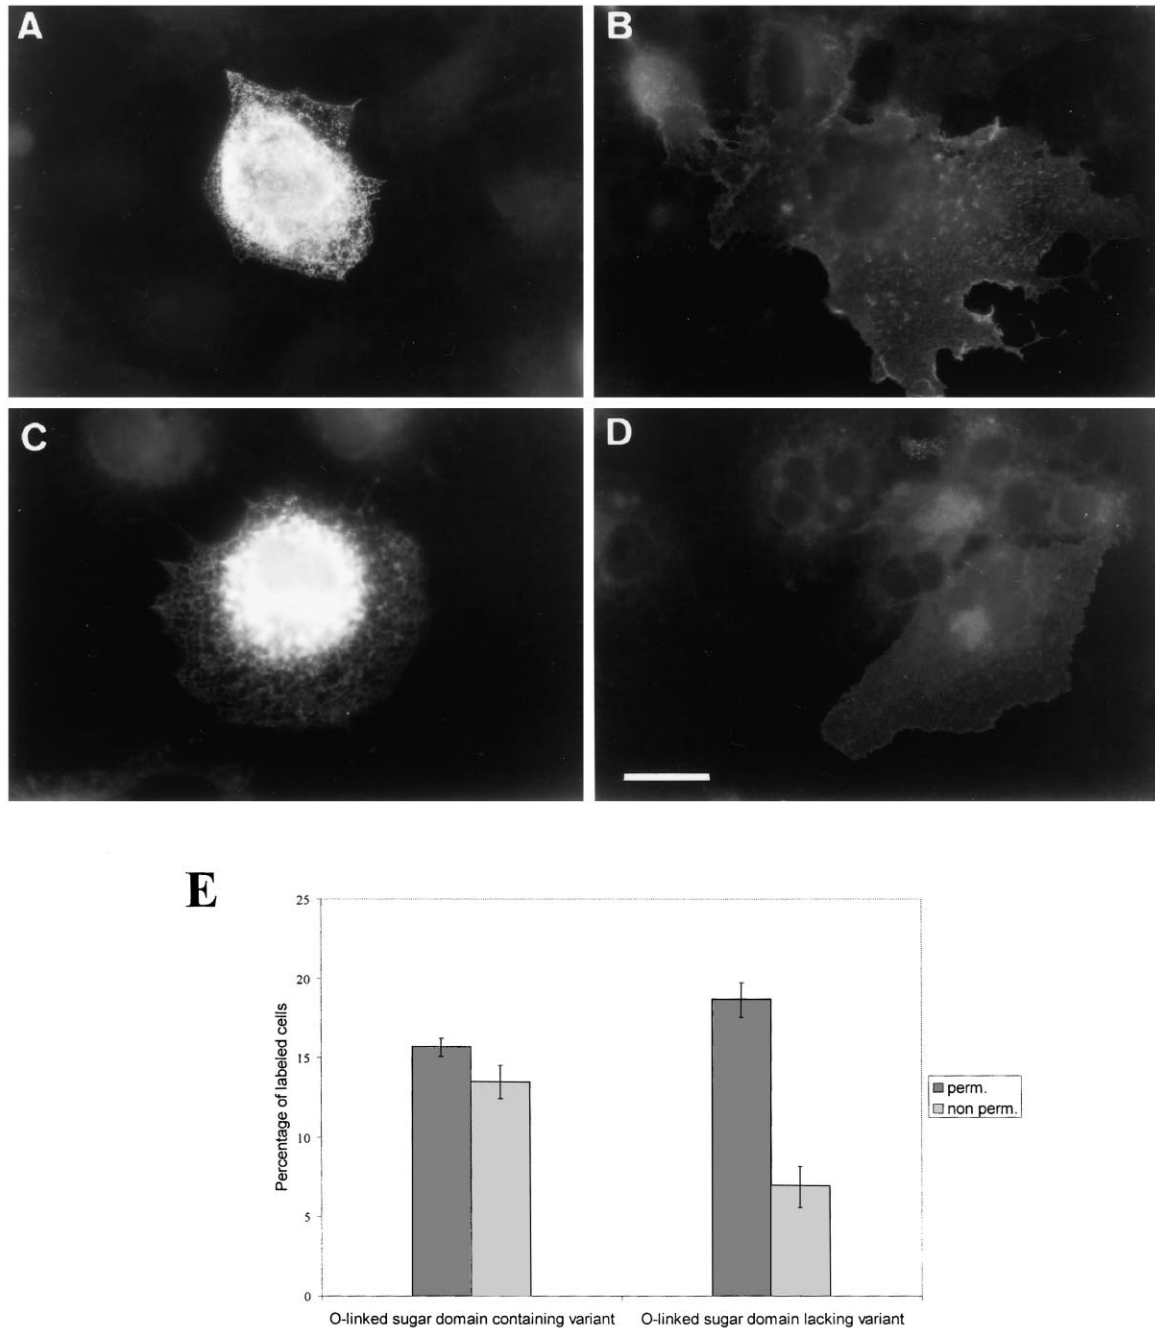 A
B
C
D
E
25
20
15
10
5
0
Percentage of labeled cells
perm.
non perm.
O-linked sugar domain containing variant
O-linked sugar domain lacking variant